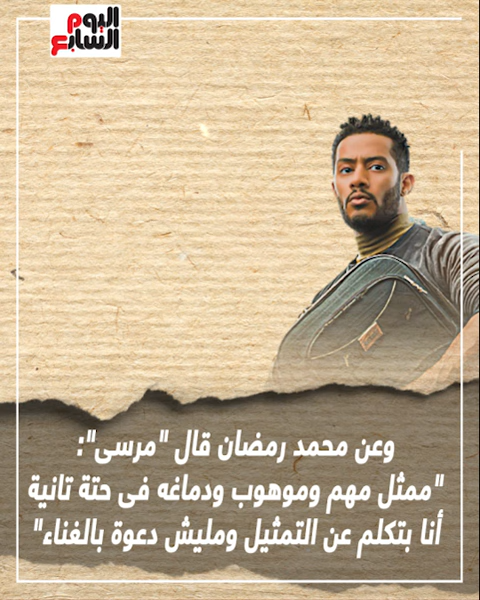 اليوم
السابع
وعن محمد رمضان قال "مرسى":
"ممثل مهم وموهوب ودماغه فى حتة تانية
أنا بتكلم عن التمثيل ومليش دعوة بالغناء"